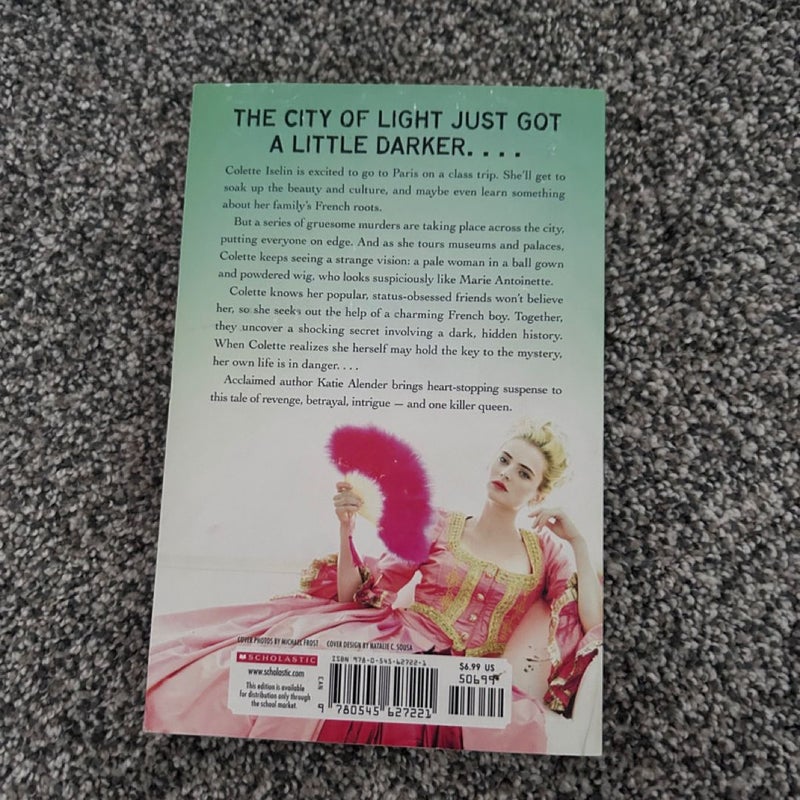 THE CITY OF LIGHT JUST GOT
A LITTLE DARKER. . . .
Colette Iselin is excited to go to Paris on a class trip. She'll get to
soak up the beauty and culture, and maybe even learn something
about her family's French roots.
But a series of gruesome murders are taking place across the city,
putting everyone on edge. And as she tours museums and palaces,
Colette keeps seeing a strange vision: a pale woman in a ball gown
and powdered wig, who looks suspiciously like Marie Antoinette.
Colette knows her popular, status-obsessed friends won't believe
her, so she seeks out the help of a charming French boy. Together,
they uncover a shocking secret involving a dark, hidden history.
When Colette realizes she herself may hold the key to the mystery,
her own life is in danger. . . .
Acclaimed author Katie Alender brings heart-stopping suspense to
this tale of revenge, betrayal, intrigue — and one killer queen.
COVER PHOTOS BY MICHAEL FROST COVER DESIGN BY NATALIE C. SOUSA
SCHOLASTIC
www.scholastic.com
This edition is available
for distribution only through
the school market.
ISBN 978-0-545-62722-1
EAN
9 780545 627221
$6.99 US
50699